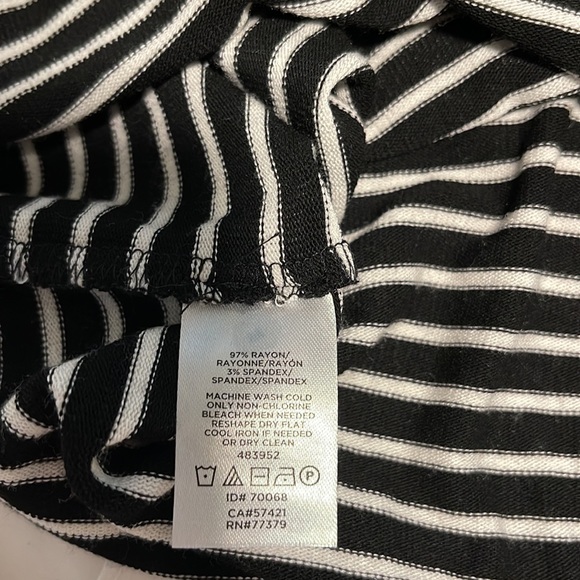 97% RAYON/
RAYONNE/RAYÓN
3% SPANDEX/
SPANDEX/SPANDEX
MACHINE WASH COLD
ONLY NON-CHLORINE
BLEACH WHEN NEEDED
RESHAPE DRY FLAT
COOL IRON IF NEEDED
OR DRY CLEAN
483952
P
ID# 70068
CA#57421
RN#77379